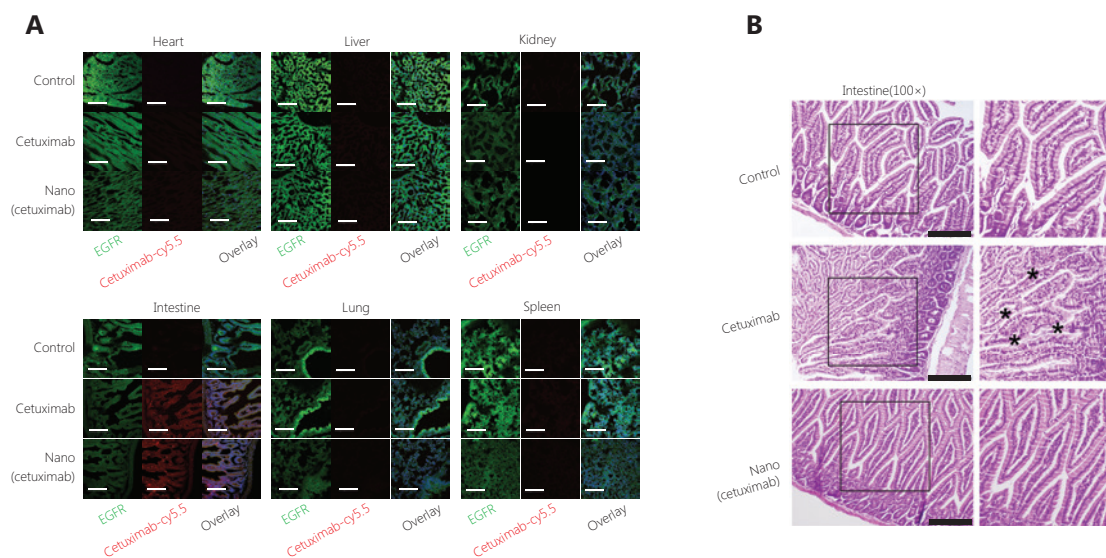 A
Heart
Liver
Kidney
Control
Cetuximab
Nano
(cetuximab)
EGFR
Cetuximab-cy5.5
Overlay
EGFR
Cetuximab-cy5.5
Overlay
EGFR
Cetuximab-cy5.5
Overlay
Intestine
Lung
Spleen
Control
Cetuximab
Nano
(cetuximab)
EGFR
Cetuximab-cy5.5
Overlay
EGFR
Cetuximab-cy5.5
Overlay
EGFR
Cetuximab-cy5.5
Overlay
B
Intestine(100×)
Control
Cetuximab
* * * *
Nano
(cetuximab)